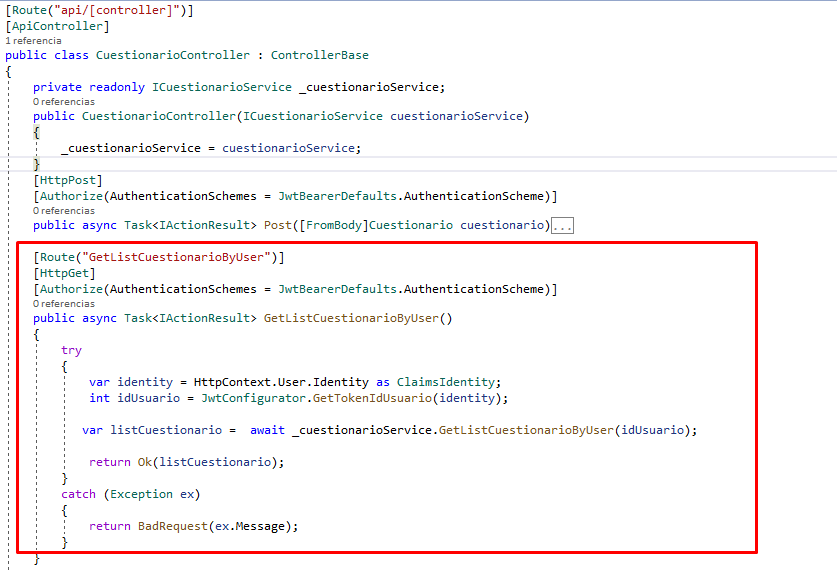 [Route("api/[controller]")]
[ApiController]
1 referencia
public class CuestionarioController : ControllerBase
{
    private readonly ICuestionarioService _cuestionarioService;
    0 referencias
    public CuestionarioController(ICuestionarioService cuestionarioService)
    {
        _cuestionarioService = cuestionarioService;
    }
    [HttpPost]
    [Authorize(AuthenticationSchemes = JwtBearerDefaults.AuthenticationScheme)]
    0 referencias
    public async Task<IActionResult> Post([FromBody]Cuestionario cuestionario)...
    [Route("GetListCuestionarioByUser")]
    [HttpGet]
    [Authorize(AuthenticationSchemes = JwtBearerDefaults.AuthenticationScheme)]
    0 referencias
    public async Task<IActionResult> GetListCuestionarioByUser()
    {
        try
        {
            var identity = HttpContext.User.Identity as ClaimsIdentity;
            int idUsuario = JwtConfigurator.GetTokenIdUsuario(identity);
           var listCuestionario =  await _cuestionarioService.GetListCuestionarioByUser(idUsuario);
            return Ok(listCuestionario);
        }
        catch (Exception ex)
        {
            return BadRequest(ex.Message);
        }
    }